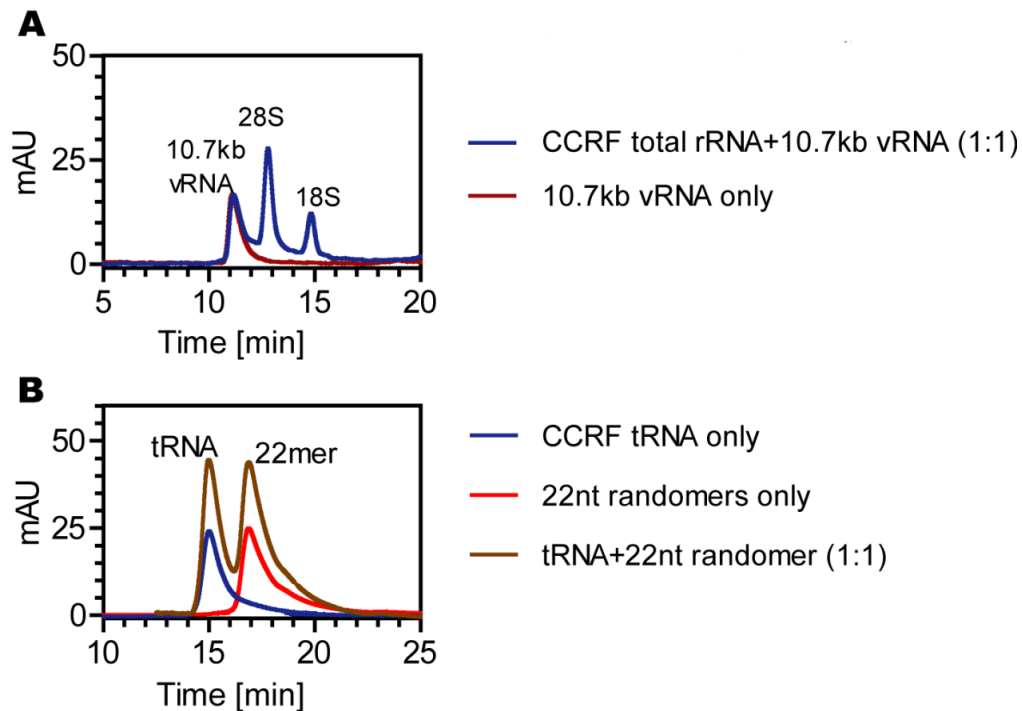 A
50
25
0
mAU
28S
10.7kb
vRNA
18S
5
10
15
20
Time [min]
CCRF total rRNA+10.7kb vRNA (1:1)
10.7kb vRNA only
B
50
25
0
mAU
tRNA
22mer
10
15
20
25
Time [min]
CCRF tRNA only
22nt randomers only
tRNA+22nt randomer (1:1)